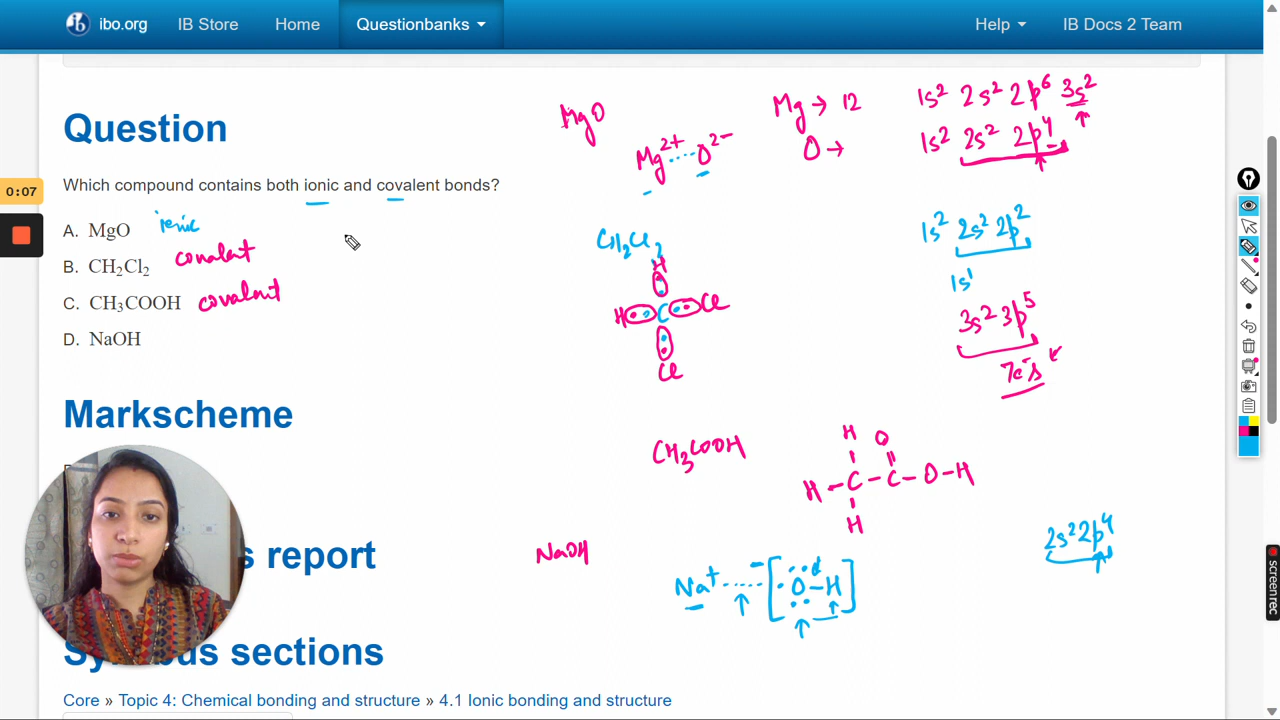 ibo.org IB Store Home Questionbanks Help IB Docs 2 Team
Question
Which compound contains both ionic and covalent bonds?
A. MgO ionic
B. CH₂Cl₂ covalent
C. CH₃COOH covalent
D. NaOH
Markscheme
s report
Sy bus sections
Core » Topic 4: Chemical bonding and structure » 4.1 Ionic bonding and structure
0:07
MgO
Mg²⁺ ····· O²⁻
Mg → 12
O →
1s² 2s² 2p⁶ 3s²
1s² 2s² 2p⁴
CH₂Cl₂
H
H C Cl
Cl
1s² 2s² 2p²
1s¹
3s² 3p⁵
7e⁻s
CH₃COOH
H O
H – C – C – O – H
H
NaOH
Na⁺ ······ ⁻[O – H]
2s² 2p⁴
screenrec